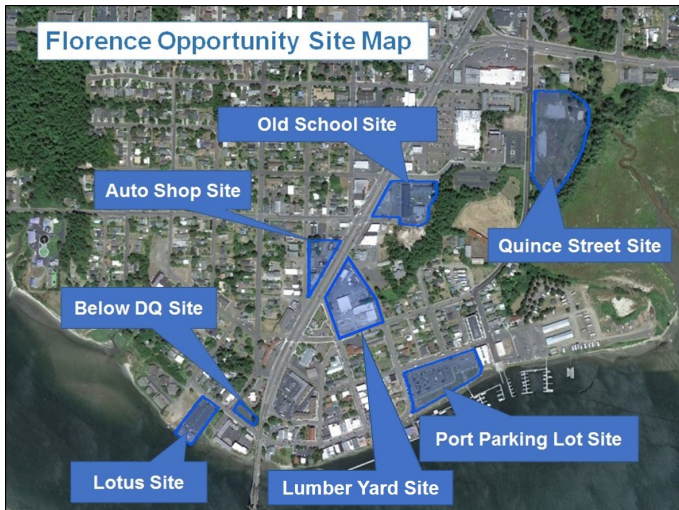 Florence Opportunity Site Map
Old School Site
Auto Shop Site
Quince Street Site
Below DQ Site
Port Parking Lot Site
Lotus Site
Lumber Yard Site